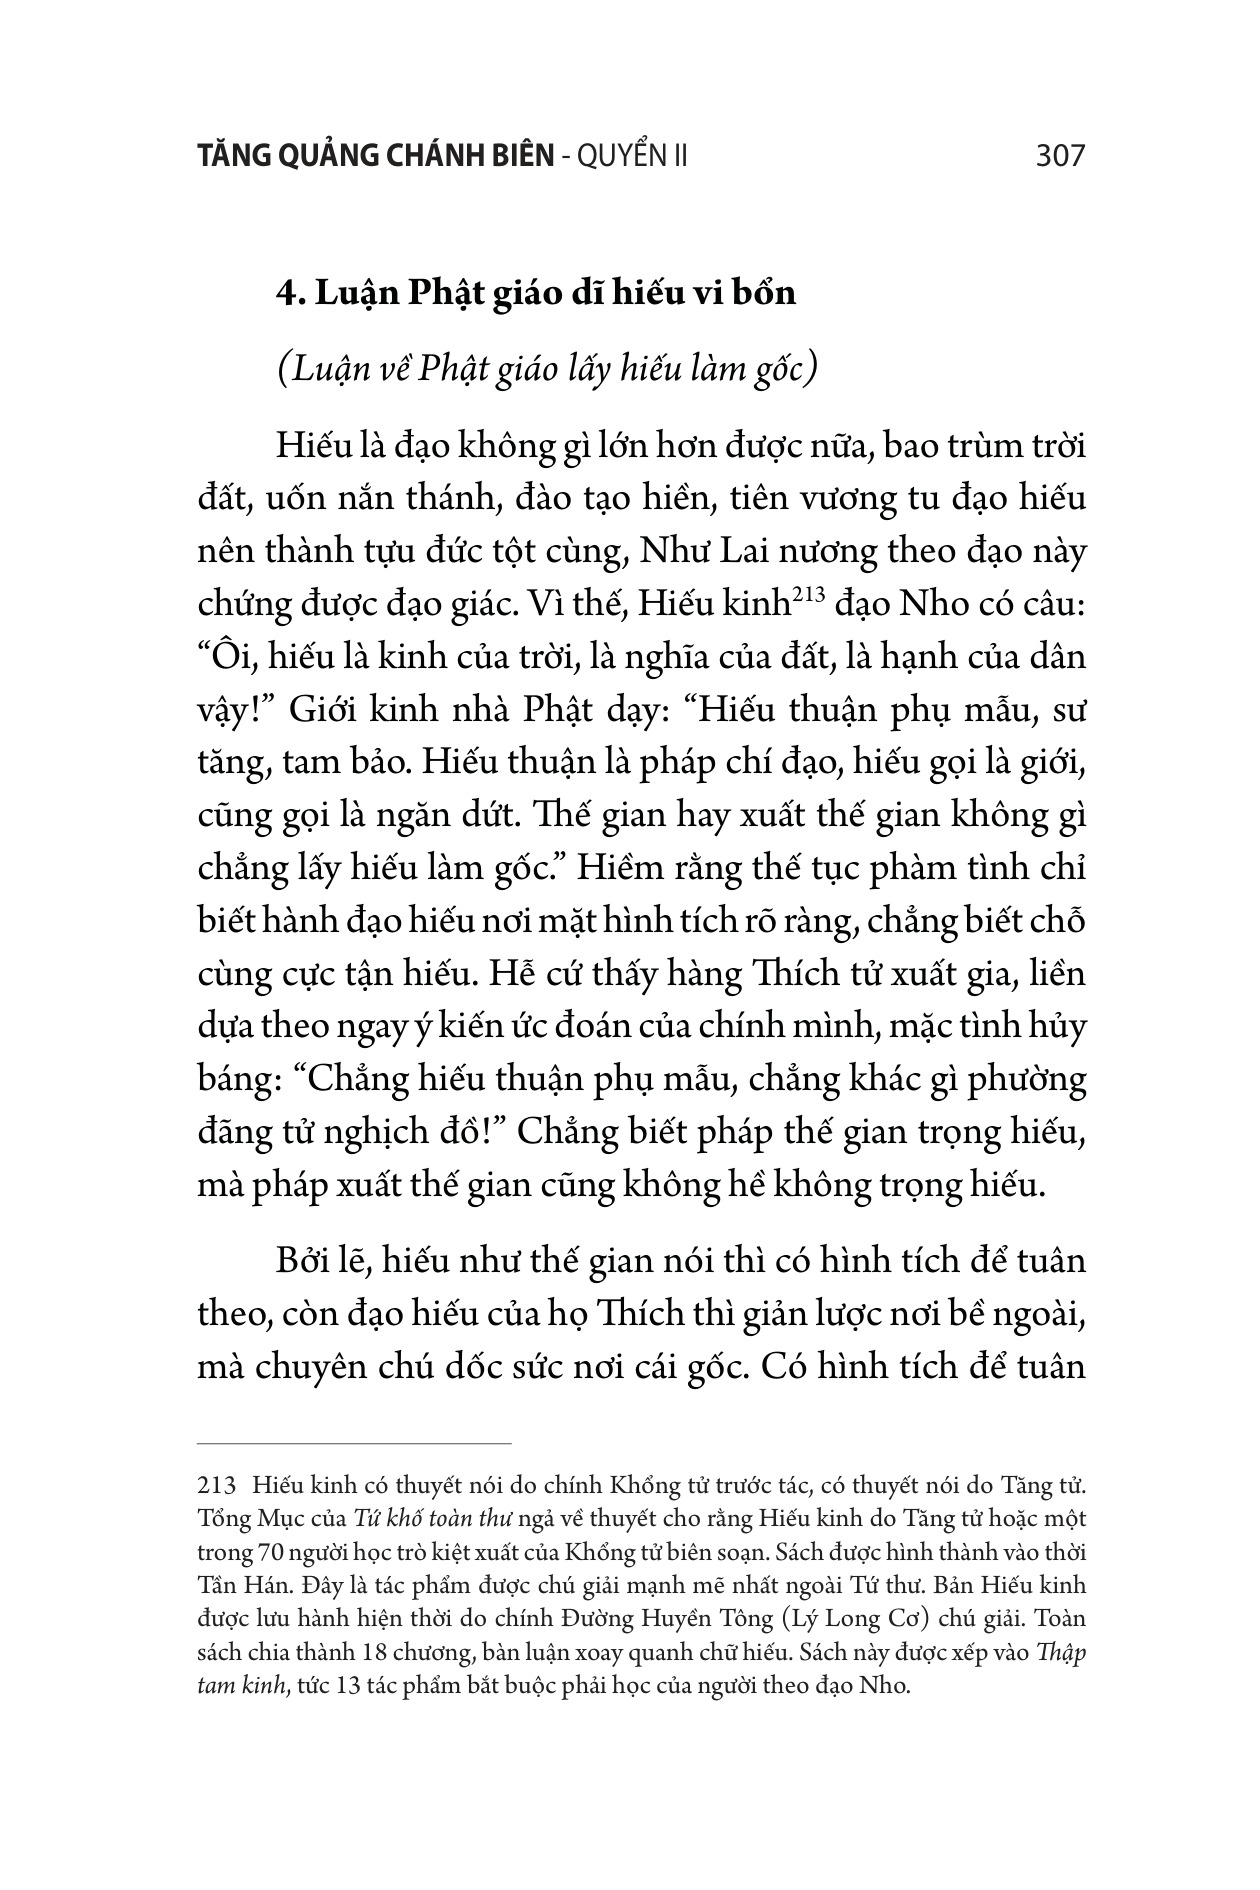 TĂNG QUẢNG CHÁNH BIÊN - QUYỂN II 307
4. Luận Phật giáo dĩ hiếu vi bổn
(Luận về Phật giáo lấy hiếu làm gốc)
Hiếu là đạo không gì lớn hơn được nữa, bao trùm trời
đất, uốn nắn thánh, đào tạo hiền, tiên vương tu đạo hiếu
nên thành tựu đức tột cùng, Như Lai nương theo đạo này
chứng được đạo giác. Vì thế, Hiếu kinh213 đạo Nho có câu:
“Ôi, hiếu là kinh của trời, là nghĩa của đất, là hạnh của dân
vậy!” Giới kinh nhà Phật dạy: “Hiếu thuận phụ mẫu, sư
tăng, tam bảo. Hiếu thuận là pháp chí đạo, hiếu gọi là giới,
cũng gọi là ngăn dứt. Thế gian hay xuất thế gian không gì
chẳng lấy hiếu làm gốc.” Hiềm rằng thế tục phàm tình chỉ
biết hành đạo hiếu nơi mặt hình tích rõ ràng, chẳng biết chỗ
cùng cực tận hiếu. Hễ cứ thấy hàng Thích tử xuất gia, liền
dựa theo ngay ý kiến ức đoán của chính mình, mặc tình hủy
báng: “Chẳng hiếu thuận phụ mẫu, chẳng khác gì phường
đãng tử nghịch đồ!” Chẳng biết pháp thế gian trọng hiếu,
mà pháp xuất thế gian cũng không hề không trọng hiếu.
Bởi lẽ, hiếu như thế gian nói thì có hình tích để tuân
theo, còn đạo hiếu của họ Thích thì giản lược nơi bề ngoài,
mà chuyên chú dốc sức nơi cái gốc. Có hình tích để tuân
213 Hiếu kinh có thuyết nói do chính Khổng tử trước tác, có thuyết nói do Tăng tử.
Tổng Mục của Tứ khố toàn thư ngả về thuyết cho rằng Hiếu kinh do Tăng tử hoặc một
trong 70 người học trò kiệt xuất của Khổng tử biên soạn. Sách được hình thành vào thời
Tần Hán. Đây là tác phẩm được chú giải mạnh mẽ nhất ngoài Tứ thư. Bản Hiếu kinh
được lưu hành hiện thời do chính Đường Huyền Tông (Lý Long Cơ) chú giải. Toàn
sách chia thành 18 chương, bàn luận xoay quanh chữ hiếu. Sách này được xếp vào Thập
tam kinh, tức 13 tác phẩm bắt buộc phải học của người theo đạo Nho.